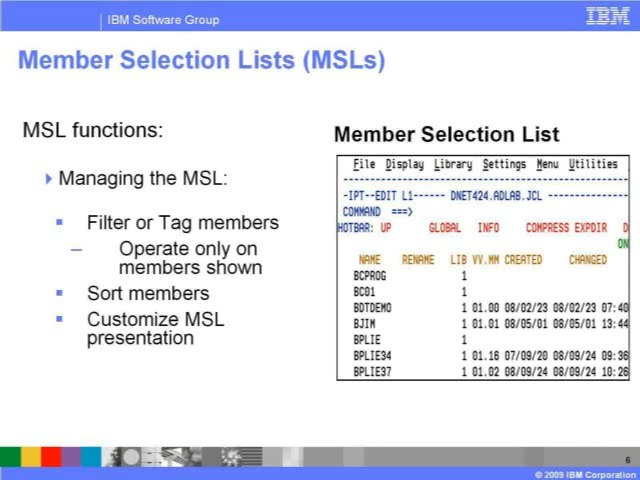 IBM Software Group
IBM
Member Selection Lists (MSLs)
MSL functions:
Managing the MSL:
Filter or Tag members
– Operate only on
members shown
Sort members
Customize MSL
presentation
Member Selection List
File Display Library Settings Menu Utilities
-IPT--EDIT L1------ DNET424.ADLAB.JCL ---------------
COMMAND ===>
HOTBAR: UP GLOBAL INFO COMPRESS EXPDIR D
ON
NAME RENAME LIB VV.MM CREATED CHANGED
BCPROG 1
BC01 1
BDTDEMO 1 01.00 08/02/23 08/02/23 07:40
BJIM 1 01.01 08/05/01 08/05/01 13:44
BPLIE 1
BPLIE34 1 01.16 07/09/20 08/09/24 09:36
BPLIE37 1 01.02 08/09/24 08/09/24 10:26
6
© 2009 IBM Corporation